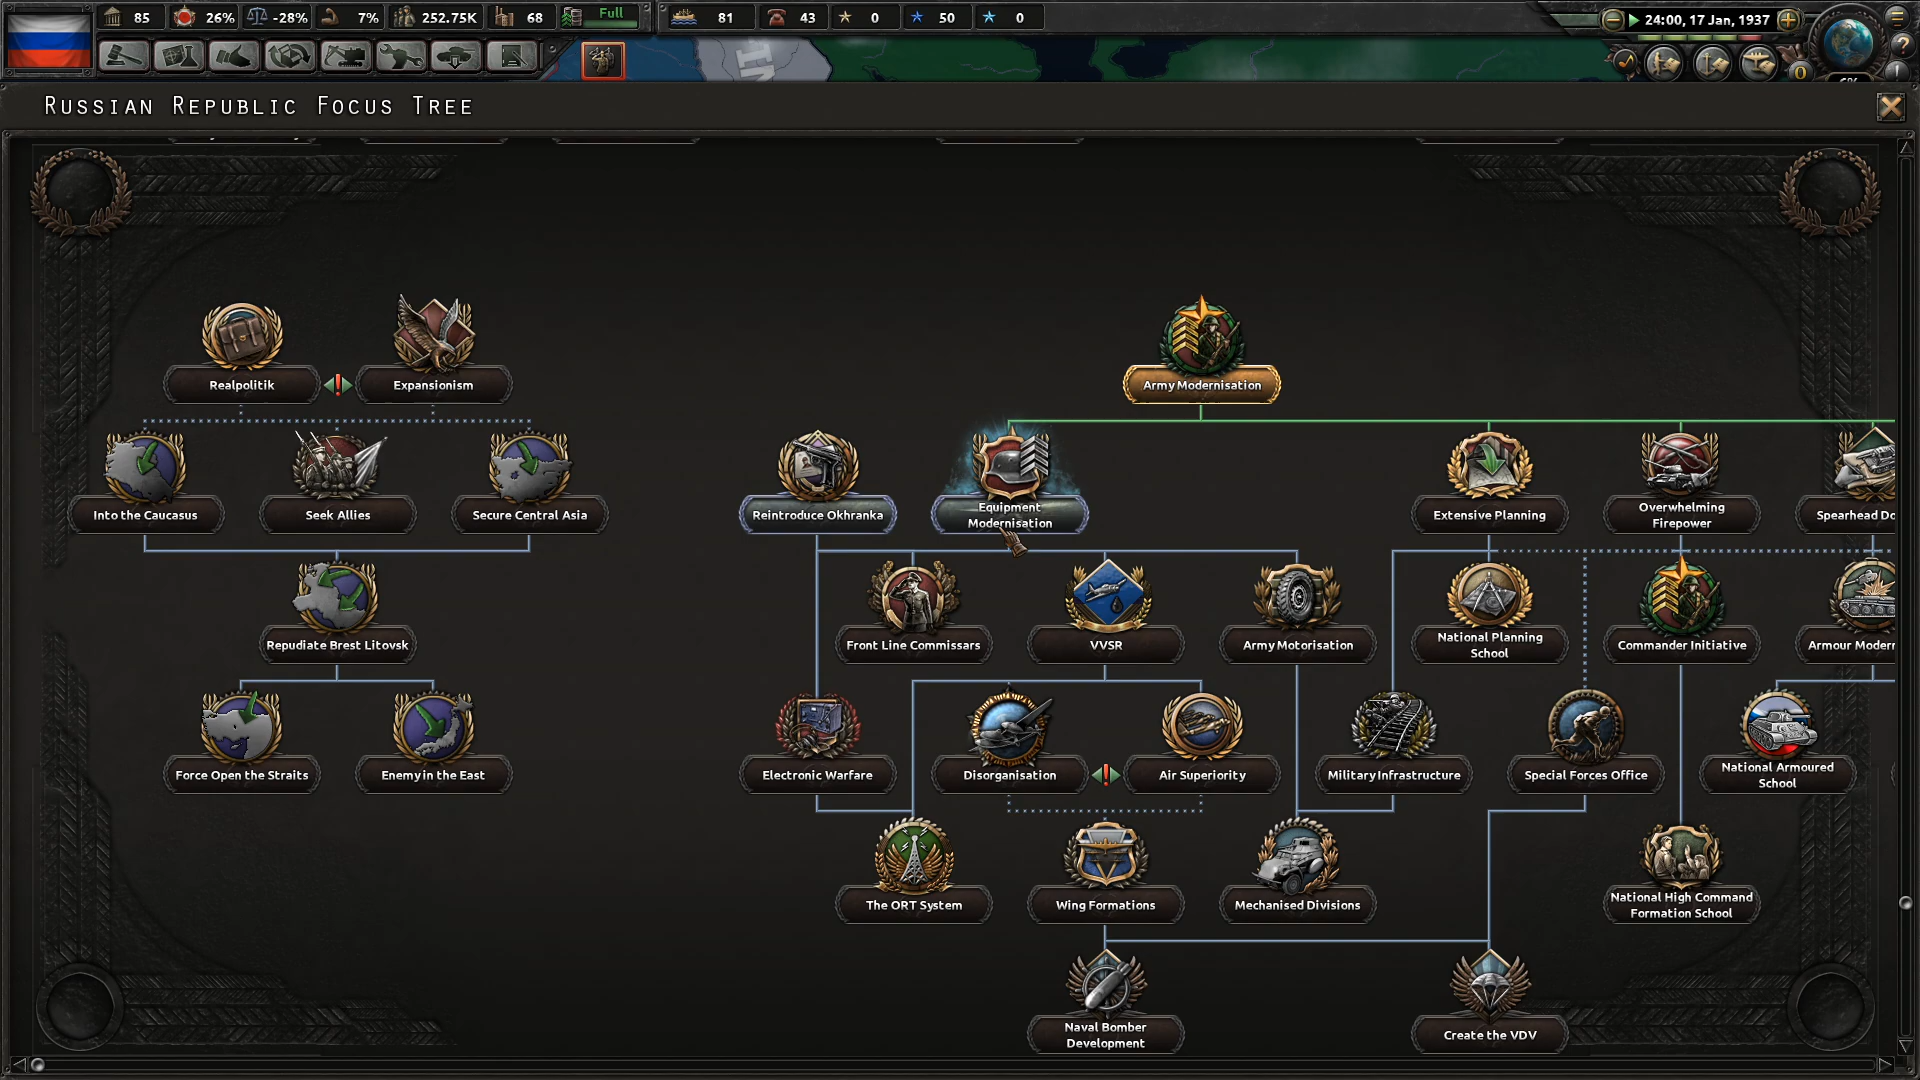 85
26%
-28%
7%
252.75K
68
Full
81
43
0
50
0
24:00, 17 Jan, 1937
0
Russian Republic Focus Tree
Army Modernisation
Realpolitik
Expansionism
Into the Caucasus
Seek Allies
Secure Central Asia
Reintroduce Okhranka
Equipment
Modernisation
Extensive Planning
Overwhelming
Firepower
Spearhead Do
Repudiate Brest Litovsk
Front Line Commissars
VVSR
Army Motorisation
National Planning
School
Commander Initiative
Armour Modern
Force Open the Straits
Enemy in the East
Electronic Warfare
Disorganisation
Air Superiority
Military Infrastructure
Special Forces Office
National Armoured
School
The ORT System
Wing Formations
Mechanised Divisions
National High Command
Formation School
Naval Bomber
Development
Create the VDV